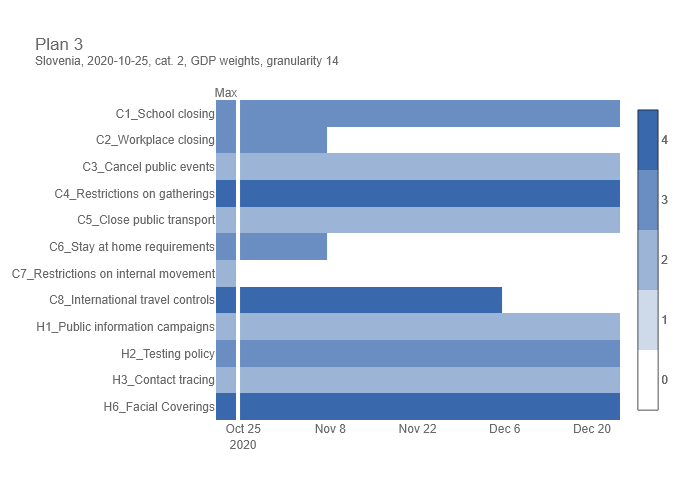 Plan 3
Slovenia, 2020-10-25, cat. 2, GDP weights, granularity 14
Max
C1_School closing
C2_Workplace closing
C3_Cancel public events
C4_Restrictions on gatherings
C5_Close public transport
C6_Stay at home requirements
C7_Restrictions on internal movement
C8_International travel controls
H1_Public information campaigns
H2_Testing policy
H3_Contact tracing
H6_Facial Coverings
Oct 25 Nov 8 Nov 22 Dec 6 Dec 20
2020
4
3
2
1
0